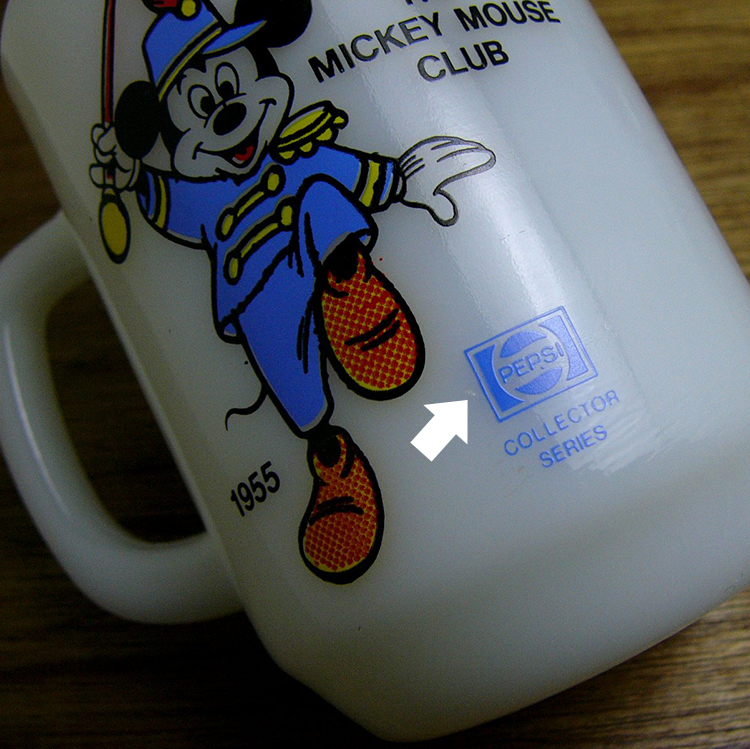 MICKEY MOUSE
CLUB
PEPSI
COLLECTOR
SERIES
1955